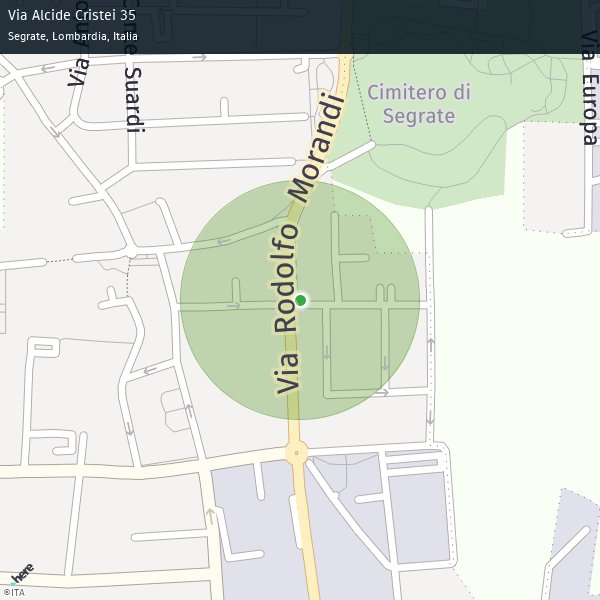 Via Alcide Cristei 35
Segrate, Lombardia, Italia
Suardi
Via
Cimitero di
Segrate
Via Europa
Via Rodolfo Morandi
here
©ITA